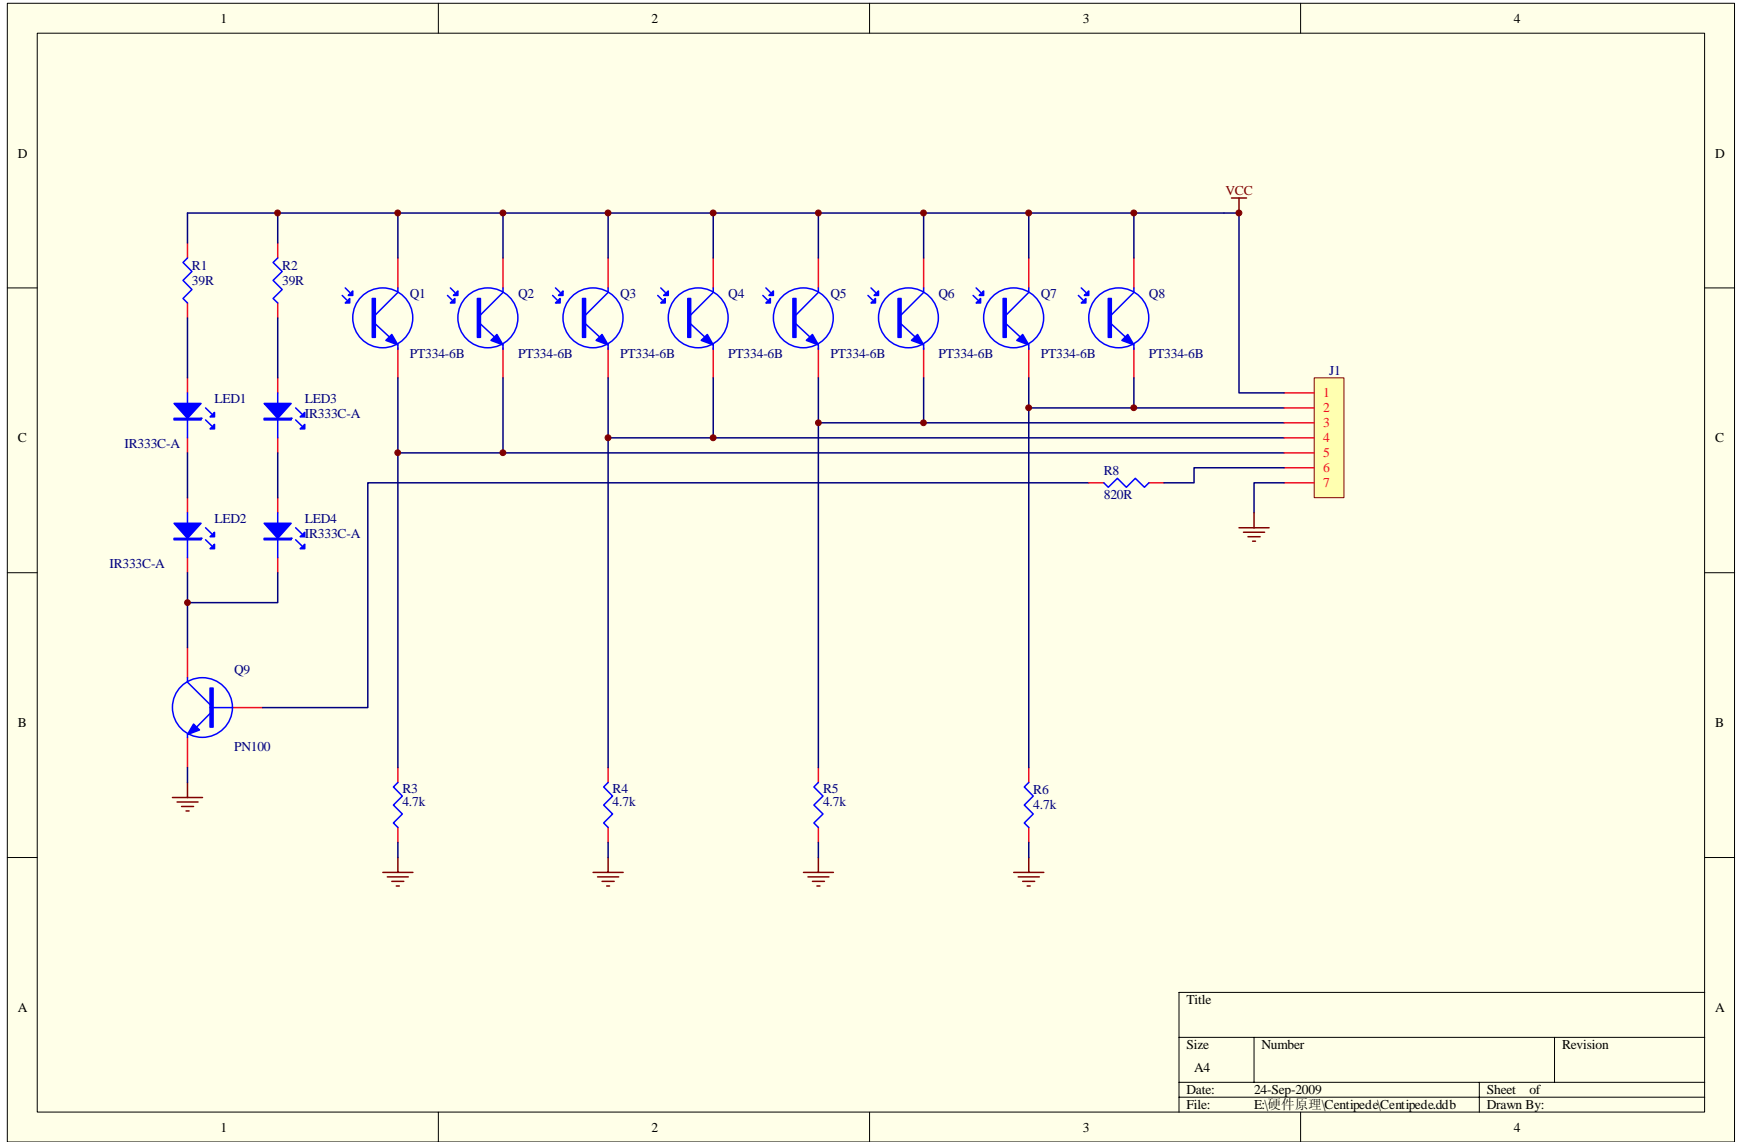 1 2 3 4
D D
VCC
R1 R2
39R 39R
Q1 Q2 Q3 Q4 Q5 Q6 Q7 Q8
PT334-6B PT334-6B PT334-6B PT334-6B PT334-6B PT334-6B PT334-6B PT334-6B
J1
1
2
3
4
5
6
7
LED1 LED3
IR333C-A
IR333C-A
C C
R8
820R
LED2 LED4
IR333C-A
IR333C-A
Q9
B B
PN100
R3 R4 R5 R6
4.7k 4.7k 4.7k 4.7k
A A
Title
Size Number Revision
A4
Date: 24-Sep-2009 Sheet of
File: E:\硬件原理\Centipede\Centipede.ddb Drawn By:
1 2 3 4